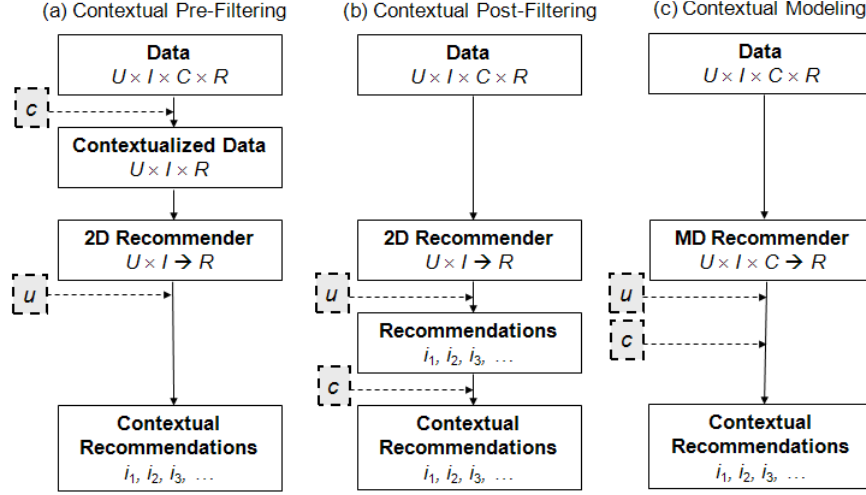 (a) Contextual Pre-Filtering
Data
U × I × C × R
c
Contextualized Data
U × I × R
2D Recommender
U × I → R
u
Contextual
Recommendations
i1, i2, i3, …
(b) Contextual Post-Filtering
Data
U × I × C × R
2D Recommender
U × I → R
u
Recommendations
i1, i2, i3, …
c
Contextual
Recommendations
i1, i2, i3, …
(c) Contextual Modeling
Data
U × I × C × R
MD Recommender
U × I × C → R
u
c
Contextual
Recommendations
i1, i2, i3, …